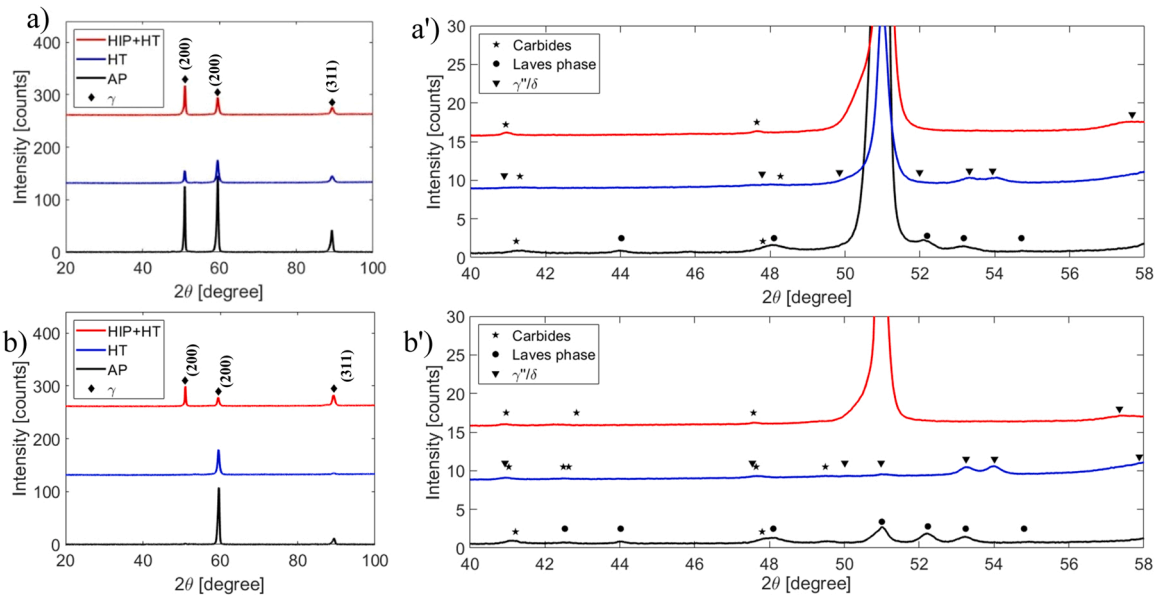 a)
HIP+HT
HT
AP
γ
(200)
(200)
(311)
Intensity [counts]
400
300
200
100
0
20 40 60 80 100
2θ [degree]
a')
Carbides
Laves phase
γ''/δ
Intensity [counts]
30
25
20
15
10
5
0
40 42 44 46 48 50 52 54 56 58
2θ [degree]
b)
HIP+HT
HT
AP
γ
(200)
(200)
(311)
Intensity [counts]
400
300
200
100
0
20 40 60 80 100
2θ [degree]
b')
Carbides
Laves phase
γ''/δ
Intensity [counts]
30
25
20
15
10
5
0
40 42 44 46 48 50 52 54 56 58
2θ [degree]